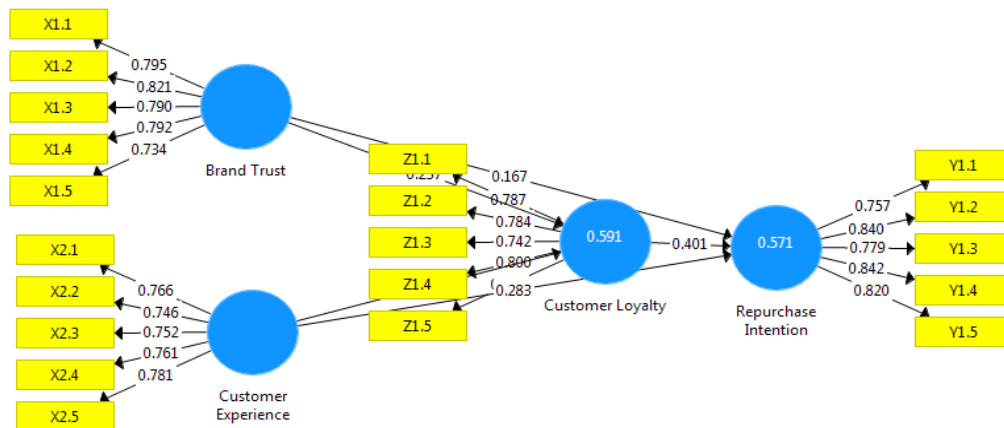 X1.1
X1.2
X1.3
X1.4
X1.5
0.795
0.821
0.790
0.792
0.734
Brand Trust
X2.1
X2.2
X2.3
X2.4
X2.5
0.766
0.746
0.752
0.761
0.781
Customer
Experience
Z1.1
Z1.2
Z1.3
Z1.4
Z1.5
0.787
0.784
0.742
0.800
0.167
0.283
0.591
Customer Loyalty
0.401
0.571
Repurchase
Intention
0.757
0.840
0.779
0.842
0.820
Y1.1
Y1.2
Y1.3
Y1.4
Y1.5